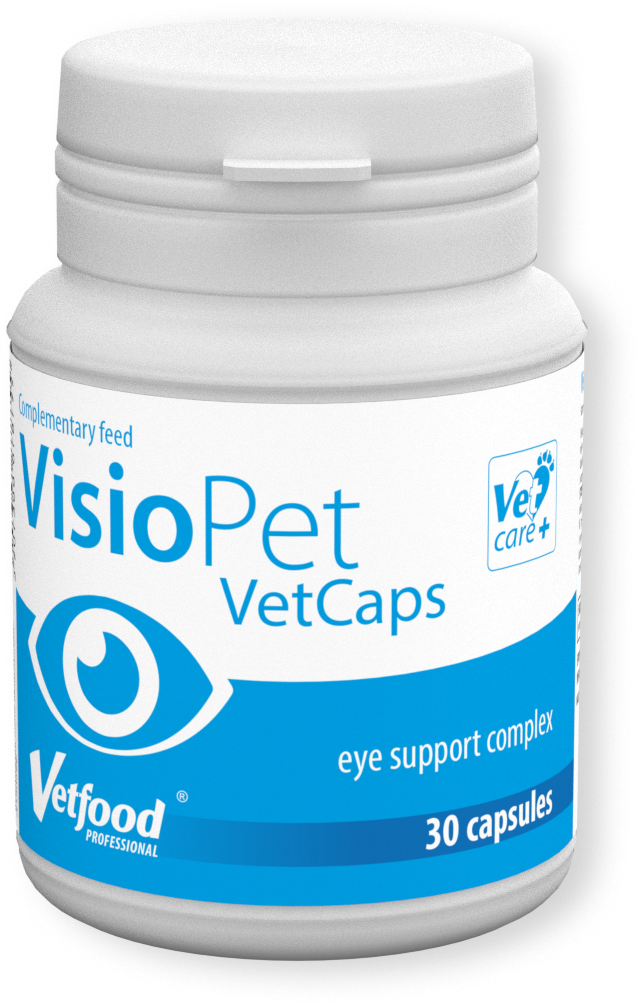 Complementary feed
VisioPet
VetCaps
Vet
care+
eye support complex
Vetfood®
PROFESSIONAL
30 capsules